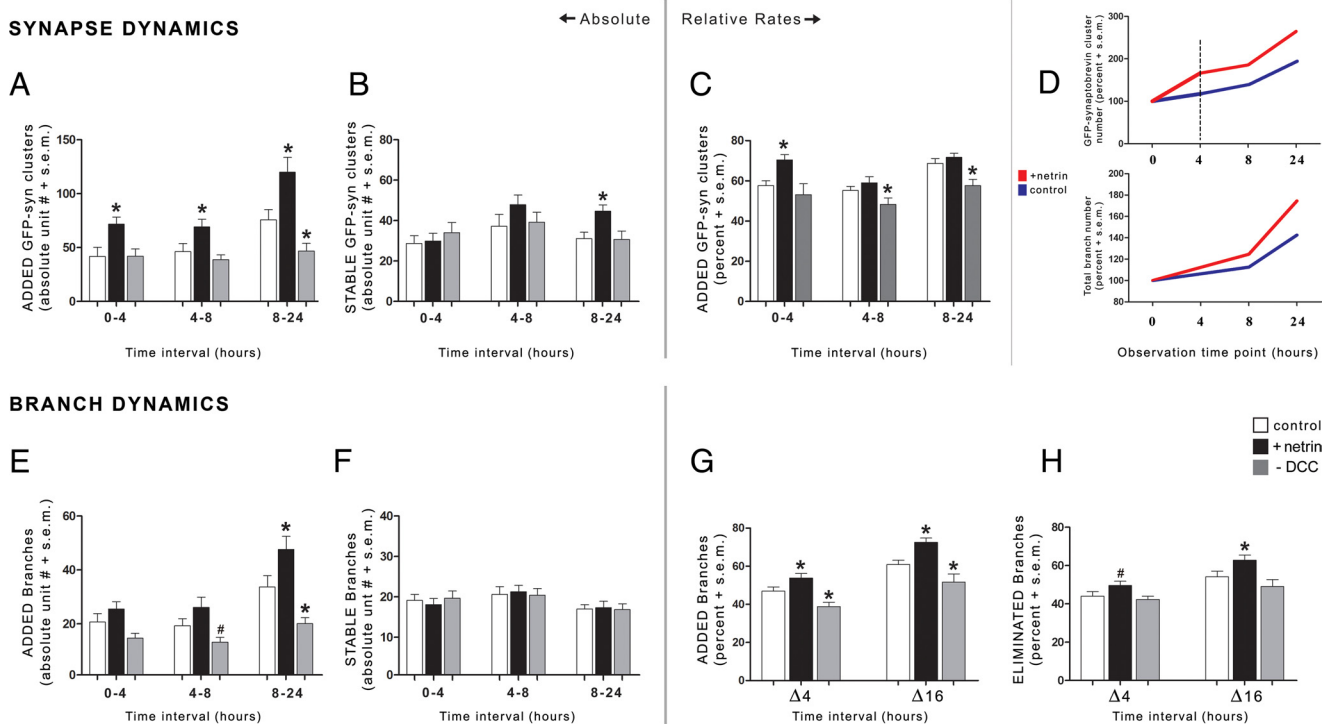 ← Absolute
Relative Rates →
SYNAPSE DYNAMICS
A
ADDED GFP-syn clusters
(absolute unit # + s.e.m.)
150
100
50
0
*
*
*
*
0-4
4-8
8-24
Time interval (hours)
B
STABLE GFP-syn clusters
(absolute unit # + s.e.m.)
80
60
40
20
0
*
0-4
4-8
8-24
Time interval (hours)
C
ADDED GFP-syn clusters
(percent + s.e.m.)
80
60
40
20
0
*
*
*
0-4
4-8
8-24
Time interval (hours)
D
GFP-synaptobrevin cluster
number (percent + s.e.m.)
300
200
100
0
0
4
8
24
+netrin
control
Total branch number
(percent + s.e.m.)
200
180
160
140
120
100
80
0
4
8
24
Observation time point (hours)
BRANCH DYNAMICS
control
+ netrin
- DCC
E
ADDED Branches
(absolute unit # + s.e.m.)
60
40
20
0
#
*
*
0-4
4-8
8-24
Time interval (hours)
F
STABLE Branches
(absolute unit # + s.e.m.)
40
30
20
10
0
0-4
4-8
8-24
Time interval (hours)
G
ADDED Branches
(percent + s.e.m.)
80
60
40
20
0
*
*
*
*
Δ4
Δ16
Time interval (hours)
H
ELIMINATED Branches
(percent + s.e.m.)
80
60
40
20
0
#
*
Δ4
Δ16
Time interval (hours)